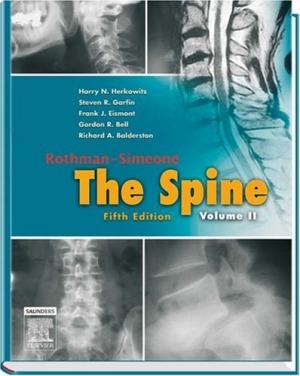 Harry N. Herkowitz
Steven R. Garfin
Frank J. Eismont
Gordon R. Bell
Richard A. Balderston
Rothman-Simeone
The Spine
Fifth Edition Volume II
SAUNDERS
ELSEVIER